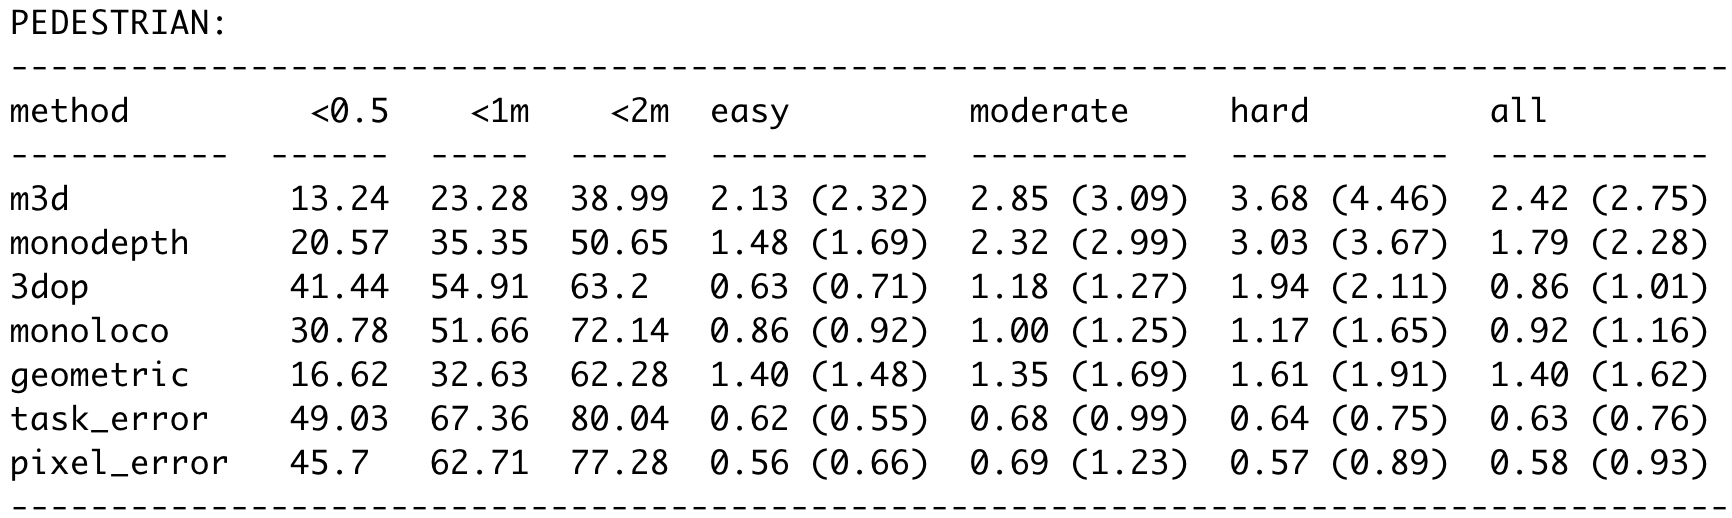 PEDESTRIAN:
--------------------------------------------------------------------------------------
method         <0.5    <1m    <2m  easy         moderate     hard         all
-----------  ------  -----  -----  -----------  -----------  -----------  -----------
m3d           13.24  23.28  38.99  2.13 (2.32)  2.85 (3.09)  3.68 (4.46)  2.42 (2.75)
monodepth     20.57  35.35  50.65  1.48 (1.69)  2.32 (2.99)  3.03 (3.67)  1.79 (2.28)
3dop          41.44  54.91  63.2   0.63 (0.71)  1.18 (1.27)  1.94 (2.11)  0.86 (1.01)
monoloco      30.78  51.66  72.14  0.86 (0.92)  1.00 (1.25)  1.17 (1.65)  0.92 (1.16)
geometric     16.62  32.63  62.28  1.40 (1.48)  1.35 (1.69)  1.61 (1.91)  1.40 (1.62)
task_error    49.03  67.36  80.04  0.62 (0.55)  0.68 (0.99)  0.64 (0.75)  0.63 (0.76)
pixel_error   45.7   62.71  77.28  0.56 (0.66)  0.69 (1.23)  0.57 (0.89)  0.58 (0.93)
--------------------------------------------------------------------------------------